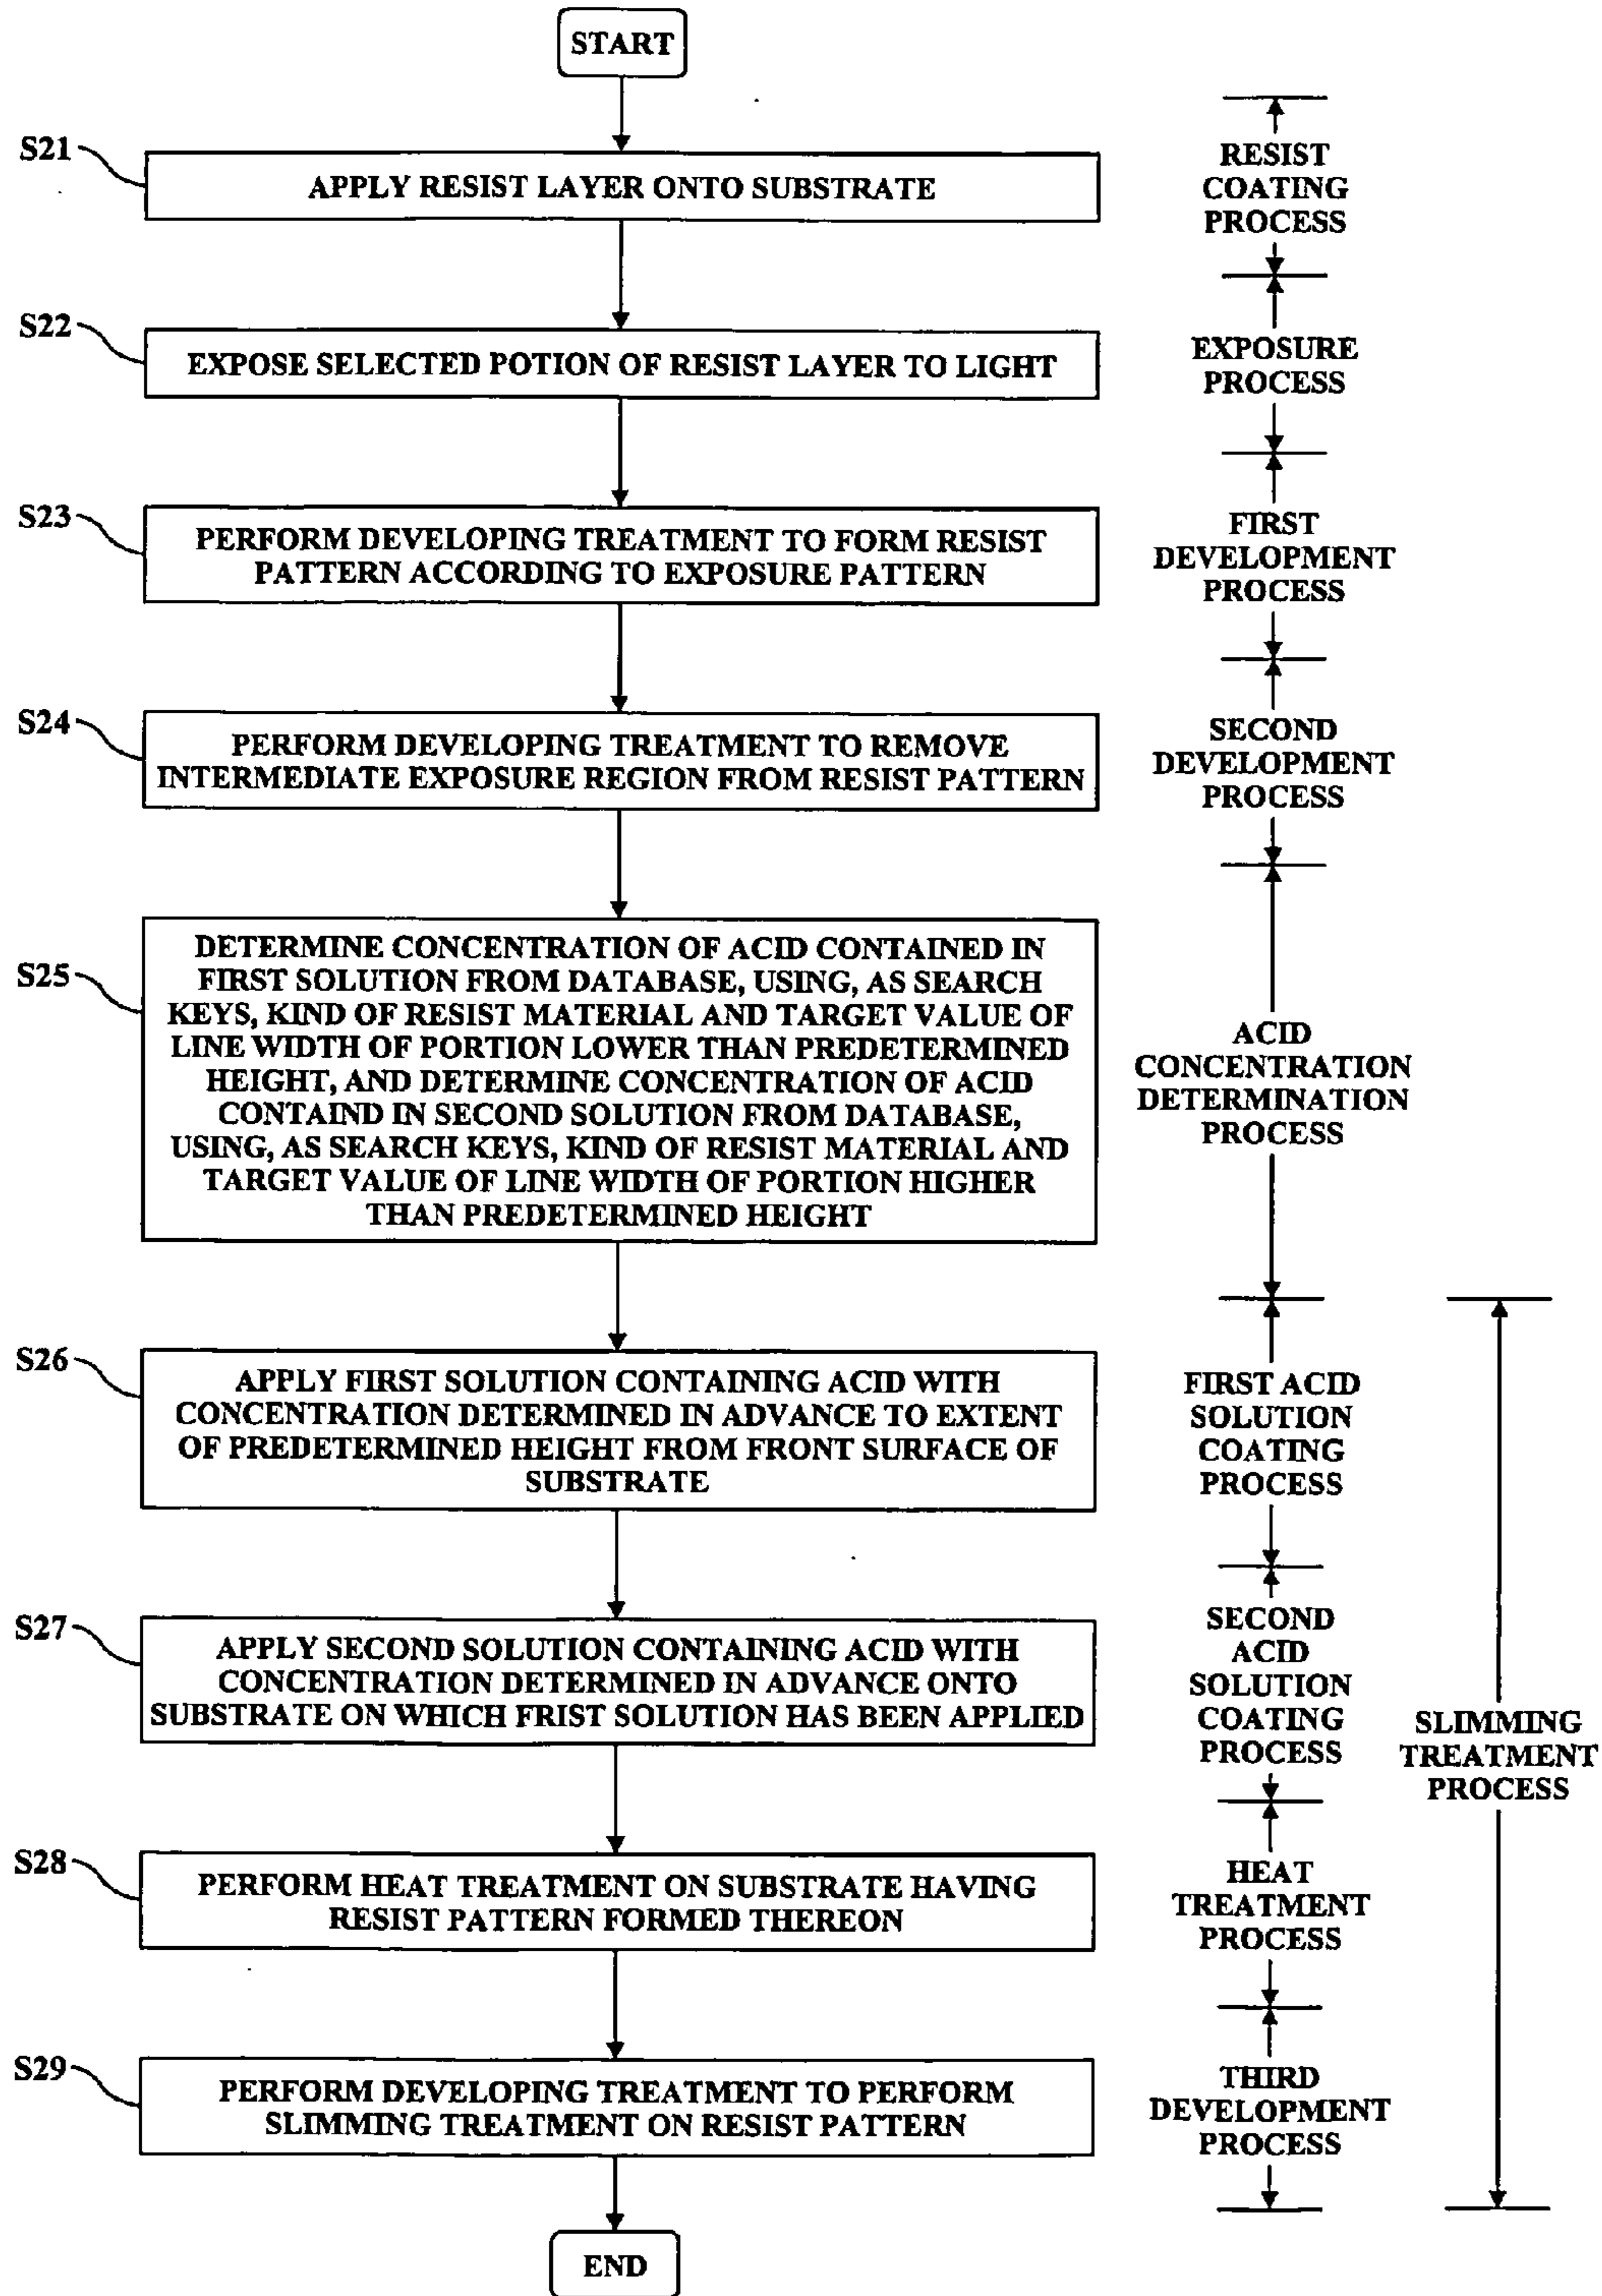 START
S21
APPLY RESIST LAYER ONTO SUBSTRATE
RESIST
COATING
PROCESS
S22
EXPOSE SELECTED POTION OF RESIST LAYER TO LIGHT
EXPOSURE
PROCESS
S23
PERFORM DEVELOPING TREATMENT TO FORM RESIST
PATTERN ACCORDING TO EXPOSURE PATTERN
FIRST
DEVELOPMENT
PROCESS
S24
PERFORM DEVELOPING TREATMENT TO REMOVE
INTERMEDIATE EXPOSURE REGION FROM RESIST PATTERN
SECOND
DEVELOPMENT
PROCESS
S25
DETERMINE CONCENTRATION OF ACID CONTAINED IN
FIRST SOLUTION FROM DATABASE, USING, AS SEARCH
KEYS, KIND OF RESIST MATERIAL AND TARGET VALUE OF
LINE WIDTH OF PORTION LOWER THAN PREDETERMINED
HEIGHT, AND DETERMINE CONCENTRATION OF ACID
CONTAIND IN SECOND SOLUTION FROM DATABASE,
USING, AS SEARCH KEYS, KIND OF RESIST MATERIAL AND
TARGET VALUE OF LINE WIDTH OF PORTION HIGHER
THAN PREDETERMINED HEIGHT
ACID
CONCENTRATION
DETERMINATION
PROCESS
S26
APPLY FIRST SOLUTION CONTAINING ACID WITH
CONCENTRATION DETERMINED IN ADVANCE TO EXTENT
OF PREDETERMINED HEIGHT FROM FRONT SURFACE OF
SUBSTRATE
FIRST ACID
SOLUTION
COATING
PROCESS
S27
APPLY SECOND SOLUTION CONTAINING ACID WITH
CONCENTRATION DETERMINED IN ADVANCE ONTO
SUBSTRATE ON WHICH FRIST SOLUTION HAS BEEN APPLIED
SECOND
ACID
SOLUTION
COATING
PROCESS
SLIMMING
TREATMENT
PROCESS
S28
PERFORM HEAT TREATMENT ON SUBSTRATE HAVING
RESIST PATTERN FORMED THEREON
HEAT
TREATMENT
PROCESS
S29
PERFORM DEVELOPING TREATMENT TO PERFORM
SLIMMING TREATMENT ON RESIST PATTERN
THIRD
DEVELOPMENT
PROCESS
END